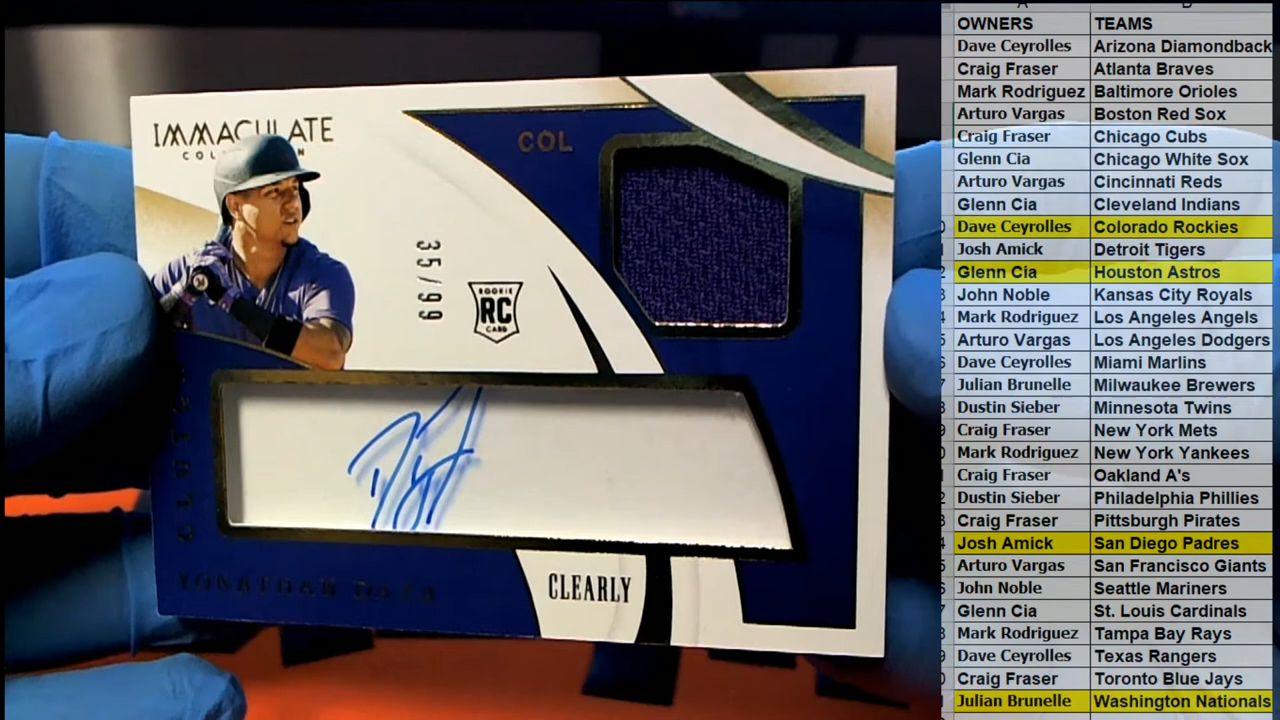 IMMACULATE
COL
35/99
ROOKIE
RC
CARD
YONATHAN DAZA
CLEARLY
OWNERS TEAMS
Dave Ceyrolles Arizona Diamondback
Craig Fraser Atlanta Braves
Mark Rodriguez Baltimore Orioles
Arturo Vargas Boston Red Sox
Craig Fraser Chicago Cubs
Glenn Cia Chicago White Sox
Arturo Vargas Cincinnati Reds
Glenn Cia Cleveland Indians
Dave Ceyrolles Colorado Rockies
Josh Amick Detroit Tigers
Glenn Cia Houston Astros
John Noble Kansas City Royals
Mark Rodriguez Los Angeles Angels
Arturo Vargas Los Angeles Dodgers
Dave Ceyrolles Miami Marlins
Julian Brunelle Milwaukee Brewers
Dustin Sieber Minnesota Twins
Craig Fraser New York Mets
Mark Rodriguez New York Yankees
Craig Fraser Oakland A's
Dustin Sieber Philadelphia Phillies
Craig Fraser Pittsburgh Pirates
Josh Amick San Diego Padres
Arturo Vargas San Francisco Giants
John Noble Seattle Mariners
Glenn Cia St. Louis Cardinals
Mark Rodriguez Tampa Bay Rays
Dave Ceyrolles Texas Rangers
Craig Fraser Toronto Blue Jays
Julian Brunelle Washington Nationals